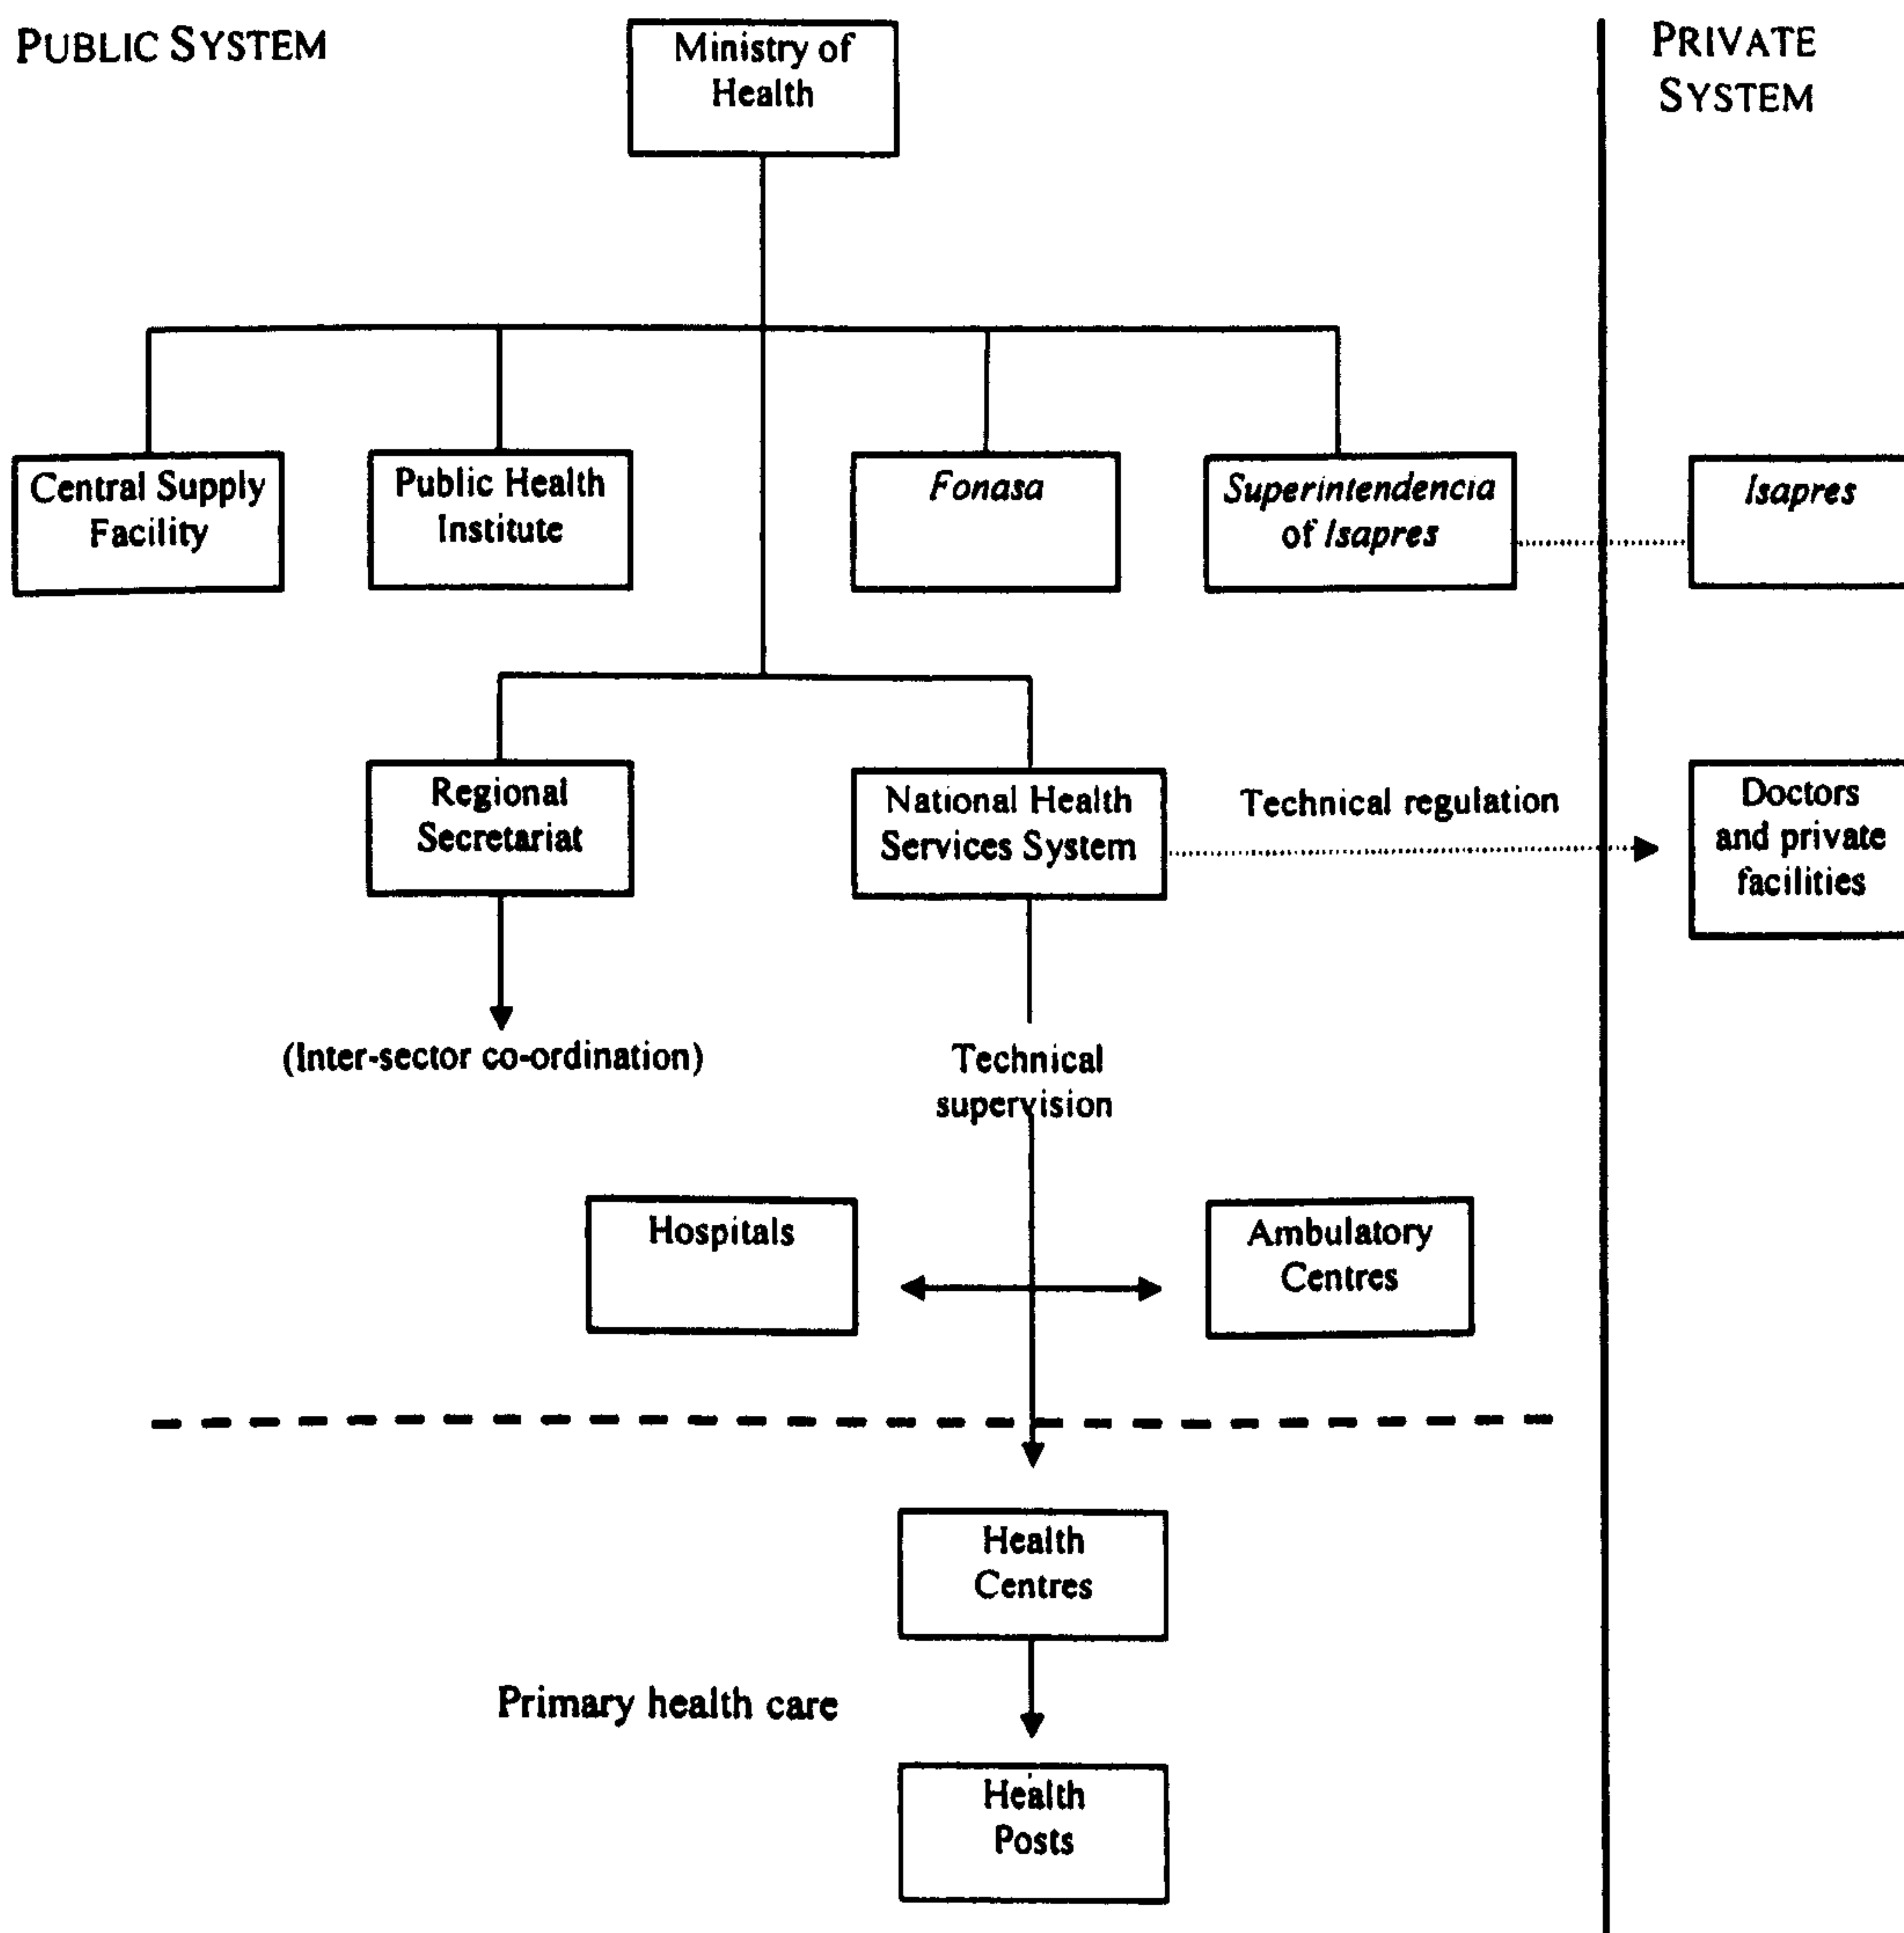 PUBLIC SYSTEM
PRIVATE
SYSTEM
Ministry of
Health
Central Supply
Facility
Public Health
Institute
Fonasa
Superintendencia
of Isapres
Isapres
Regional
Secretariat
National Health
Services System
Technical regulation
Doctors
and private
facilities
(Inter-sector co-ordination)
Technical
supervision
Hospitals
Ambulatory
Centres
Health
Centres
Primary health care
Health
Posts